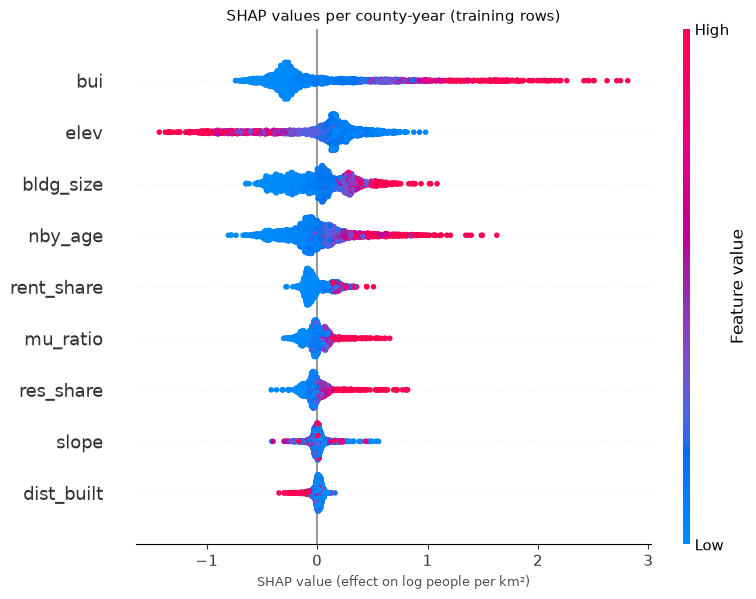 SHAP values per county-year (training rows)
High
bui
elev
bldg_size
nby_age
rent_share
mu_ratio
res_share
slope
dist_built
Feature value
Low
−1
0
1
2
3
SHAP value (effect on log people per km²)